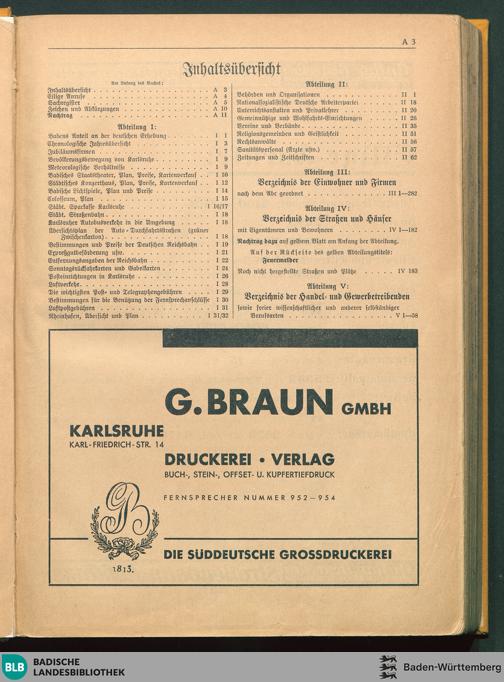 A 3
Inhaltsübersicht
Am Anfang des Buches:
Inhaltsübersicht . . . A 3
Eilige Anrufe . . . A 4
Sachregister . . . A 5
Zeichen und Abkürzungen . . . A 10
Nachtrag . . . A 11
Abteilung I:
Badens Anteil an der deutschen Erhebung . . . I 1
Chronologische Jahresübersicht . . . I 3
Jubiläumsfirmen . . . I 7
Bevölkerungsbewegung von Karlsruhe . . . I 9
Meteorologische Verhältnisse . . . I 9
Badisches Staatstheater, Plan, Preise, Kartenverkauf . . I 10
Städtisches Konzerthaus, Plan, Preise, Kartenverkauf . . I 12
Badische Lichtspiele, Plan und Preise . . . I 14
Colosseum, Plan . . . I 15
Städt. Sparkasse Karlsruhe . . . I 16/17
Städt. Straßenbahn . . . I 18
Karlsruher Autobusverkehr in die Umgebung . . . I 18
Übersichtsplan der Auto-Durchfahrtstraßen (grüner
Zwischenkarton) . . . I 18
Bestimmungen und Preise der Deutschen Reichsbahn . . I 19
Expreßgutbeförderung usw. . . . I 21
Entfernungsangaben der Reichsbahn . . . I 22
Sonntagsrückfahrkarten und Badekarten . . . I 24
Posteinrichtungen in Karlsruhe . . . I 26
Luftverkehr . . . I 28
Die wichtigsten Post- und Telegraphengebühren . . . I 29
Bestimmungen für die Benützung der Fernsprechanschlüsse I 30
Luftpostgebühren . . . I 31
Rheinhafen, Übersicht und Plan . . . I 31/32
Abteilung II:
Behörden und Organisationen . . . II 1
Nationalsozialistische Deutsche Arbeiterpartei . . . II 18
Unterrichtsanstalten und Privatlehrer . . . II 20
Gemeinnützige und Wohlfahrts-Einrichtungen . . . II 25
Vereine und Verbände . . . II 35
Religionsgemeinden und Geistlichkeit . . . II 51
Rechtsanwälte . . . II 56
Sanitätspersonal (Ärzte usw.) . . . II 57
Zeitungen und Zeitschriften . . . II 62
Abteilung III:
Verzeichnis der Einwohner und Firmen
nach dem Abc geordnet . . . III 1—282
Abteilung IV:
Verzeichnis der Straßen und Häuser
mit Eigentümern und Bewohnern . . . IV 1—182
Nachtrag dazu auf gelbem Blatt am Anfang der Abteilung.
Auf der Rückseite des gelben Abteilungstitels:
Feuermelder
Noch nicht hergestellte Straßen und Plätze . . . IV 183
Abteilung V:
Verzeichnis der Handel- und Gewerbetreibenden
sowie freier wissenschaftlicher und anderer selbständiger
Berufsarten . . . V 1—58
G. BRAUN GMBH
KARLSRUHE
KARL-FRIEDRICH-STR. 14
DRUCKEREI • VERLAG
BUCH-, STEIN-, OFFSET- U. KUPFERTIEFDRUCK
FERNSPRECHER NUMMER 952—954
GB
1813.
DIE SÜDDEUTSCHE GROSSDRUCKEREI
BLB BADISCHE
LANDESBIBLIOTHEK
Baden-Württemberg